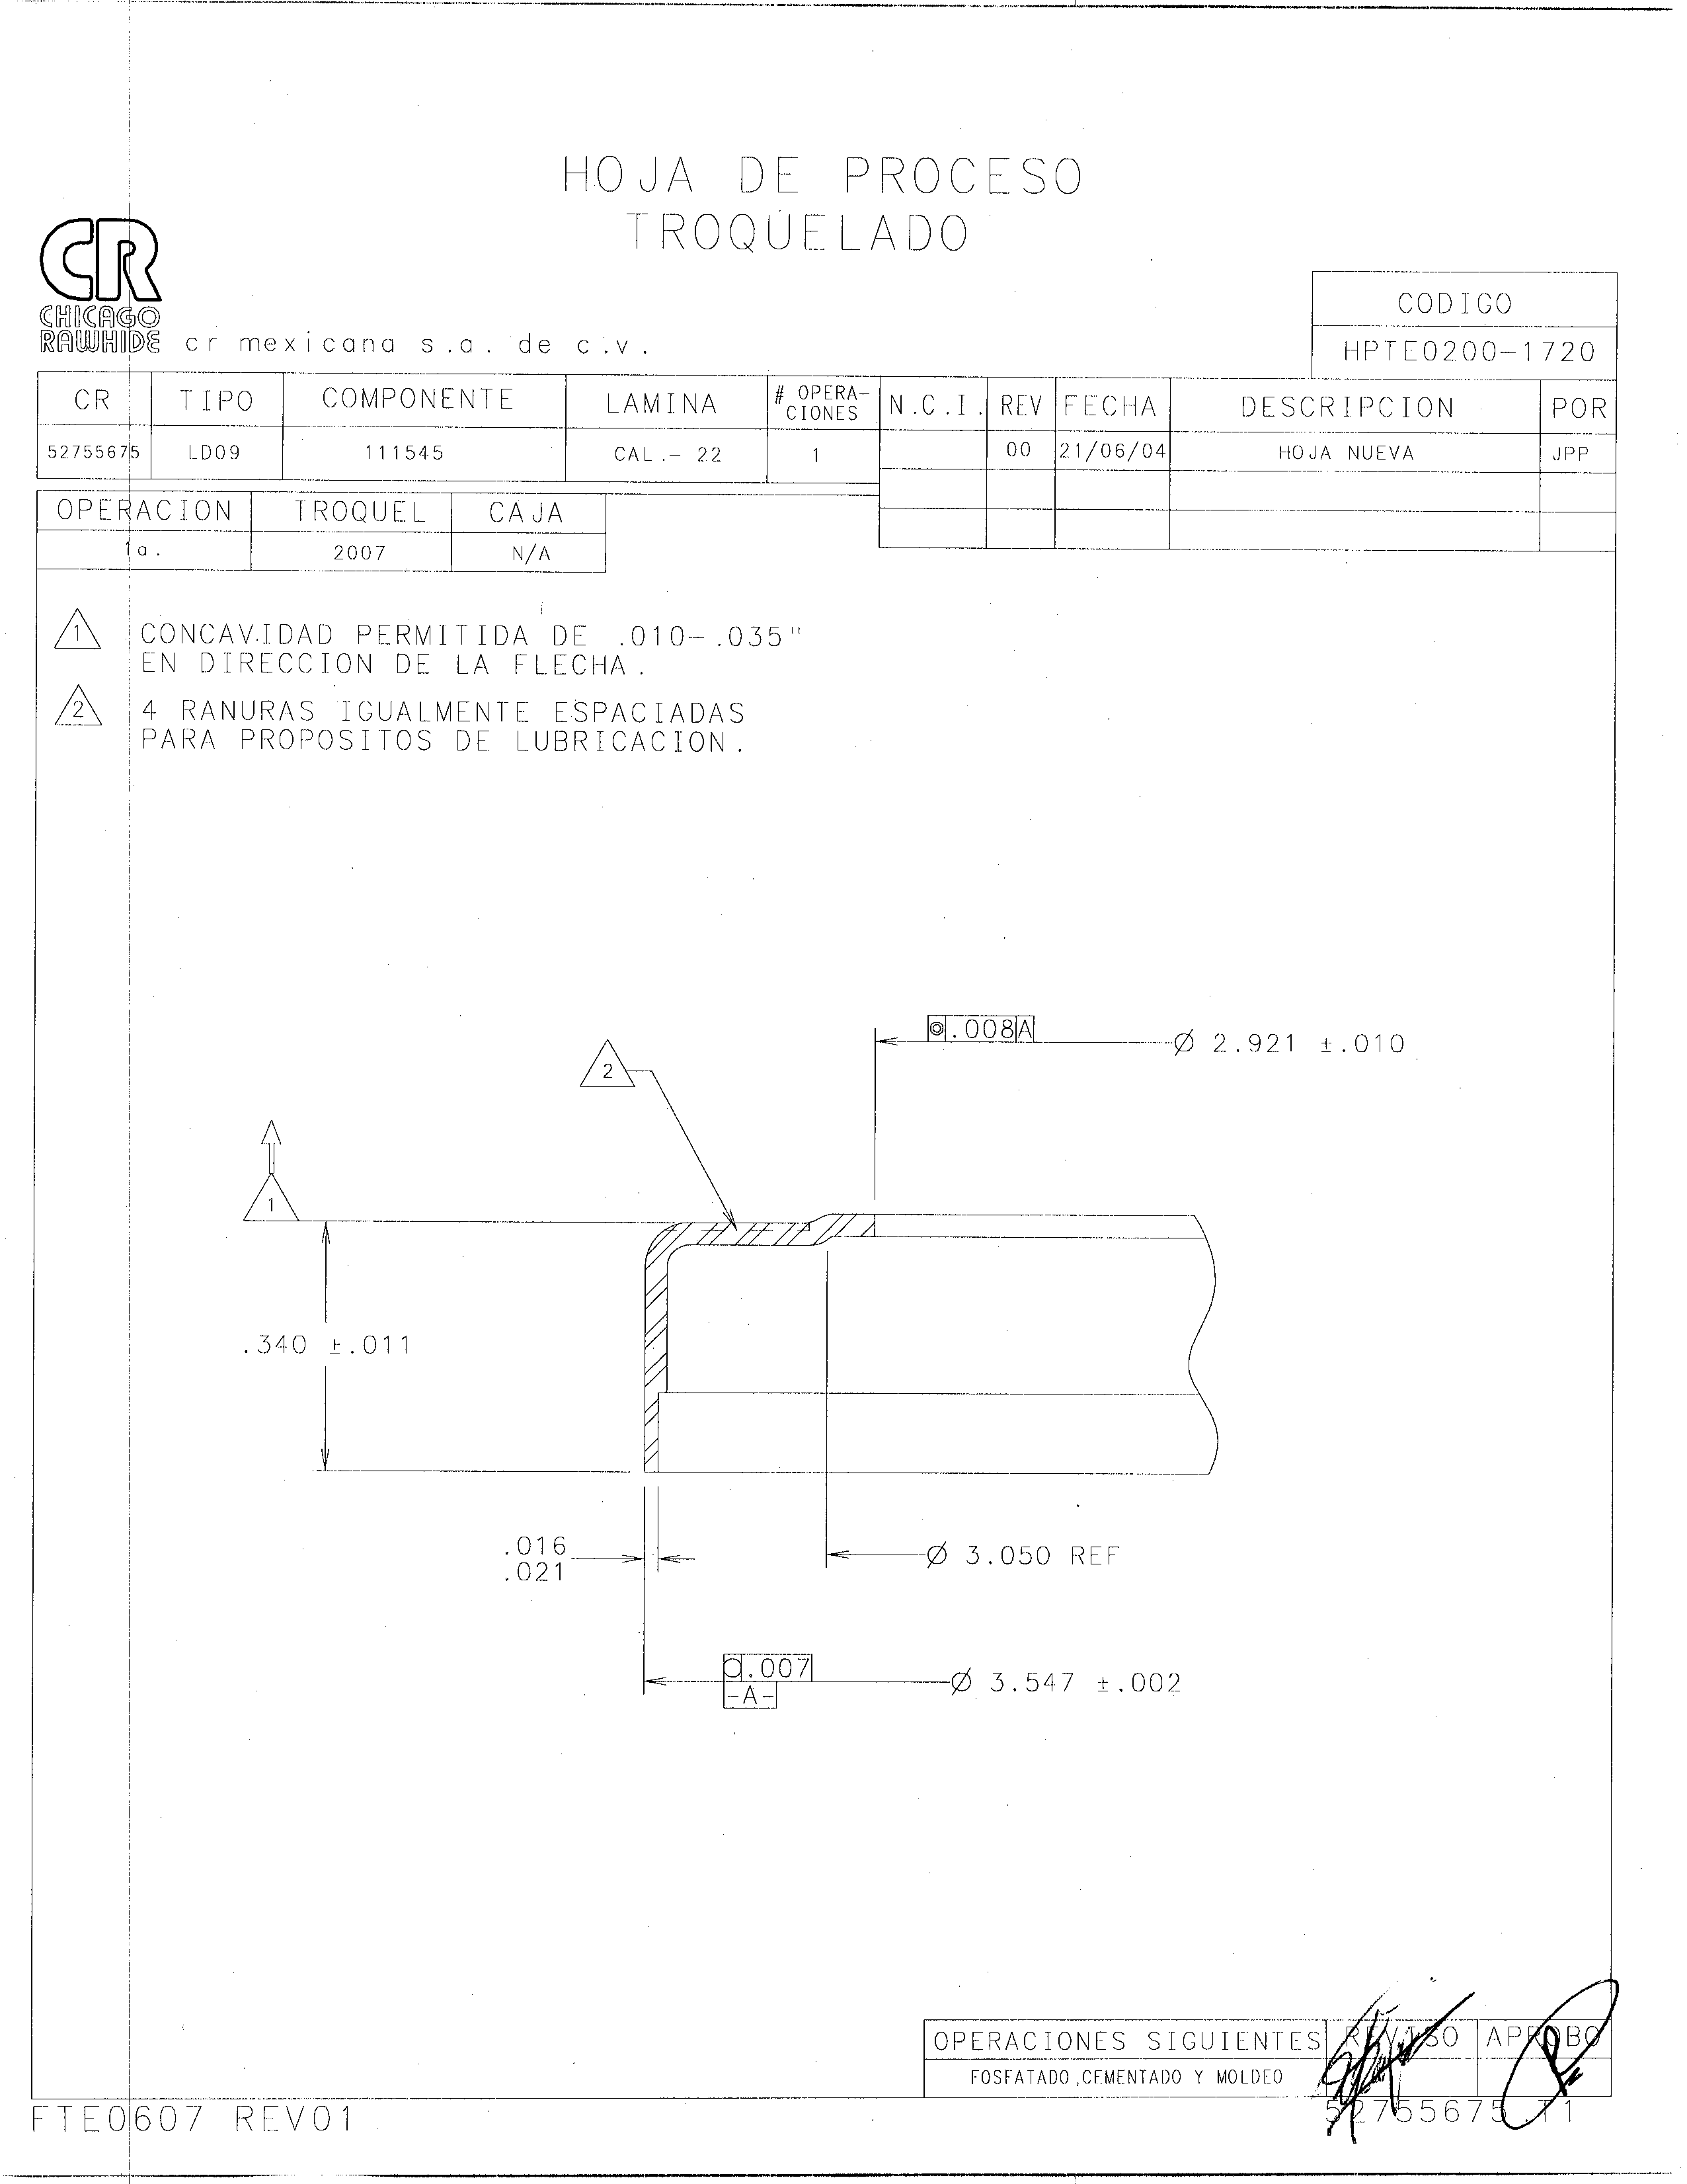 HOJA DE PROCESO
TROQUELADO
CR
CHICAGO
RAWHIDE
cr mexicana s.a. de c.v.
CODIGO
HPTE0200-1720
CR TIPO COMPONENTE LAMINA # OPERA-CIONES N.C.I. REV FECHA DESCRIPCION POR
52755675 LD09 111545 CAL.- 22 1 00 21/06/04 HOJA NUEVA JPP
OPERACION TROQUEL CAJA
1a. 2007 N/A
1 CONCAVIDAD PERMITIDA DE .010-.035"
EN DIRECCION DE LA FLECHA.
2 4 RANURAS IGUALMENTE ESPACIADAS
PARA PROPOSITOS DE LUBRICACION.
◎ .008 A
Ø 2.921 ±.010
2
1
.340 ±.011
.016
.021
Ø 3.050 REF
○ .007
-A-
Ø 3.547 ±.002
OPERACIONES SIGUIENTES REVISO APROBO
FOSFATADO,CEMENTADO Y MOLDEO
FTE0607 REV01
52755675.T1